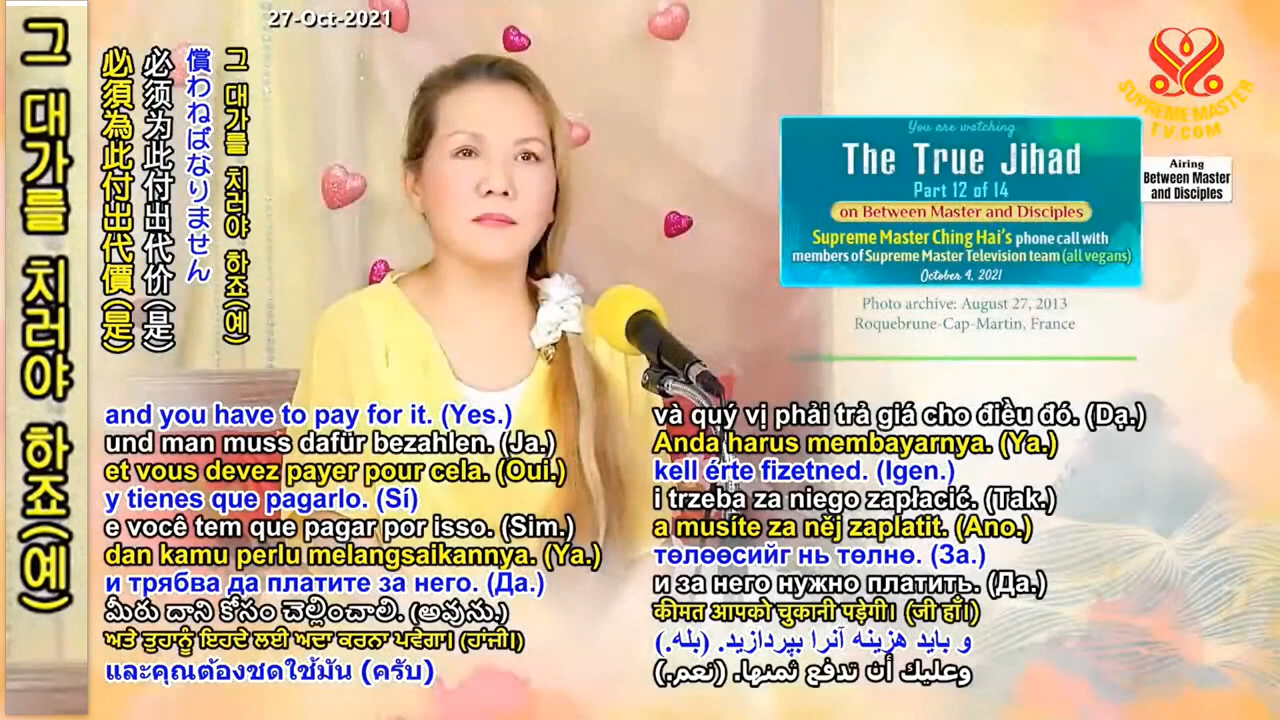 27-Oct-2021
그 대가를 치러야 하죠(예)
그 대가를 치러야 하죠(예)
償わねばなりません
必须为此付出代价(是)
必須為此付出代價(是)
SUPREME MASTER
TV.COM
You are watching
The True Jihad
Part 12 of 14
on Between Master and Disciples
Supreme Master Ching Hai's phone call with
members of Supreme Master Television team (all vegans)
October 4, 2021
Airing
Between Master
and Disciples
Photo archive: August 27, 2013
Roquebrune-Cap-Martin, France
and you have to pay for it. (Yes.)
und man muss dafür bezahlen. (Ja.)
et vous devez payer pour cela. (Oui.)
y tienes que pagarlo. (Sí)
e você tem que pagar por isso. (Sim.)
dan kamu perlu melangsaikannya. (Ya.)
и трябва да платите за него. (Да.)
మీరు దాని కోసం చెల్లించాలి. (అవును.)
ਅਤੇ ਤੁਹਾਨੂੰ ਇਹਦੇ ਲਈ ਅਦਾ ਕਰਨਾ ਪਵੇਗਾ। (ਹਾਂਜੀ।)
และคุณต้องชดใช้มัน (ครับ)
và quý vị phải trả giá cho điều đó. (Dạ.)
Anda harus membayarnya. (Ya.)
kell érte fizetned. (Igen.)
i trzeba za niego zapłacić. (Tak.)
a musíte za něj zaplatit. (Ano.)
төлөөсийг нь төлнө. (За.)
и за него нужно платить. (Да.)
कीमत आपको चुकानी पड़ेगी। (जी हाँ।)
و باید هزینه آنرا بپردازید. (بله.)
وعليك أن تدفع ثمنها. (نعم.)